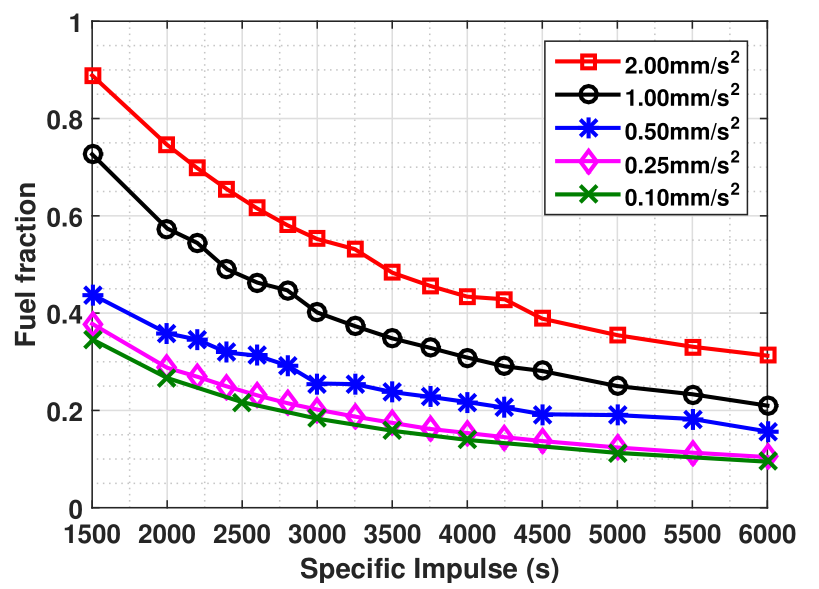 1
0.8
0.6
0.4
0.2
0
Fuel fraction
2.00mm/s²
1.00mm/s²
0.50mm/s²
0.25mm/s²
0.10mm/s²
1500 2000 2500 3000 3500 4000 4500 5000 5500 6000
Specific Impulse (s)